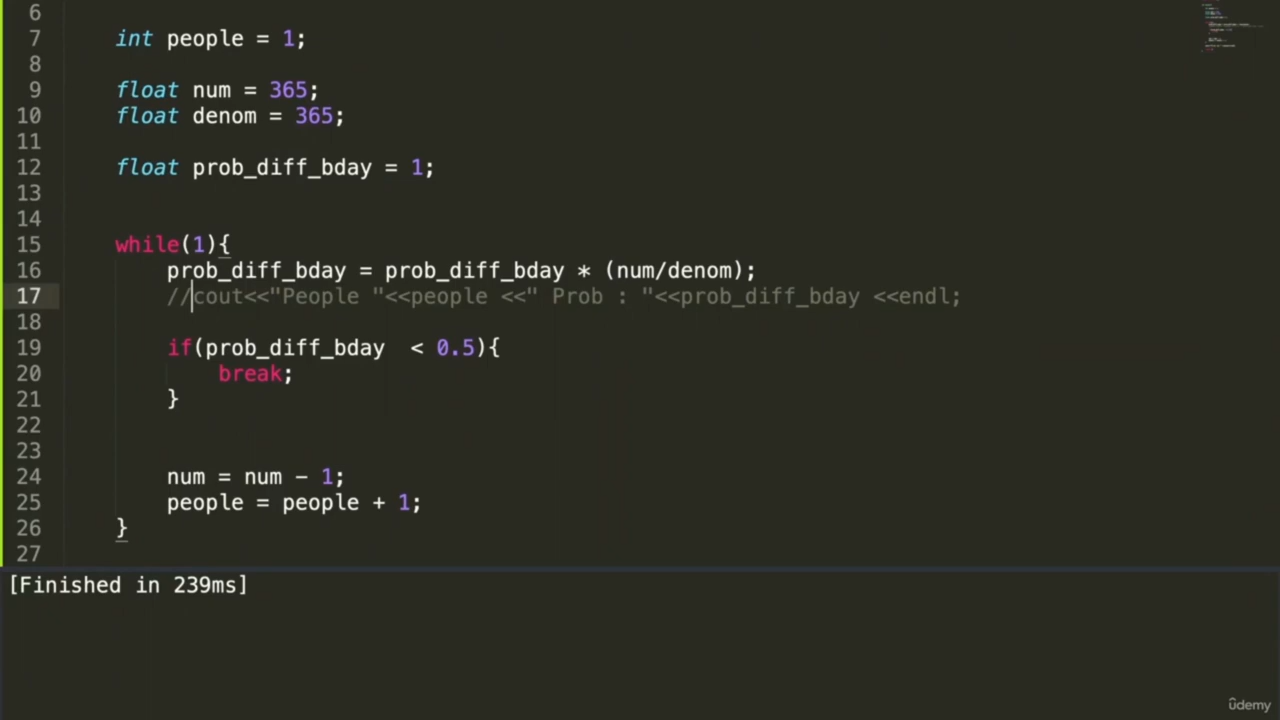 6
7 int people = 1;
8
9 float num = 365;
10 float denom = 365;
11
12 float prob_diff_bday = 1;
13
14
15 while(1){
16 prob_diff_bday = prob_diff_bday * (num/denom);
17 //cout<<"People "<<people <<" Prob : "<<prob_diff_bday <<endl;
18
19 if(prob_diff_bday  < 0.5){
20 break;
21 }
22
23
24 num = num - 1;
25 people = people + 1;
26 }
27
[Finished in 239ms]
ûdemy